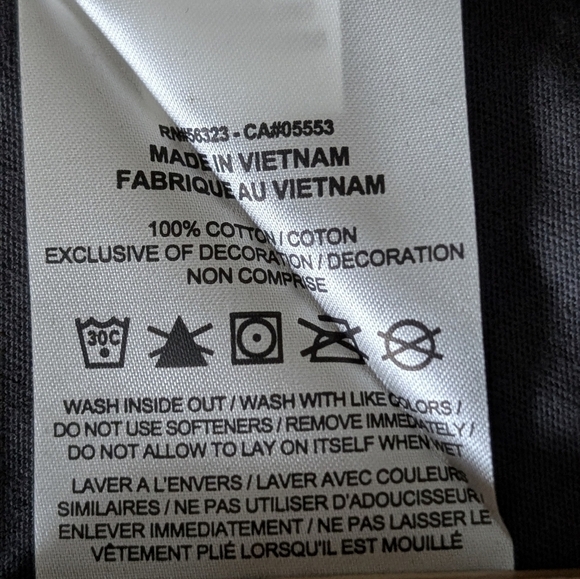 RN#56323 - CA#05553
MADE IN VIETNAM
FABRIQUE AU VIETNAM
100% COTTON / COTON
EXCLUSIVE OF DECORATION / DECORATION
NON COMPRISE
30C
WASH INSIDE OUT / WASH WITH LIKE COLORS /
DO NOT USE SOFTENERS / REMOVE IMMEDIATELY /
DO NOT ALLOW TO LAY ON ITSELF WHEN WET
LAVER A L'ENVERS / LAVER AVEC COULEURS
SIMILAIRES / NE PAS UTILISER D'ADOUCISSEUR/
ENLEVER IMMEDIATEMENT / NE PAS LAISSER LE
VÊTEMENT PLIÉ LORSQU'IL EST MOUILLÉ